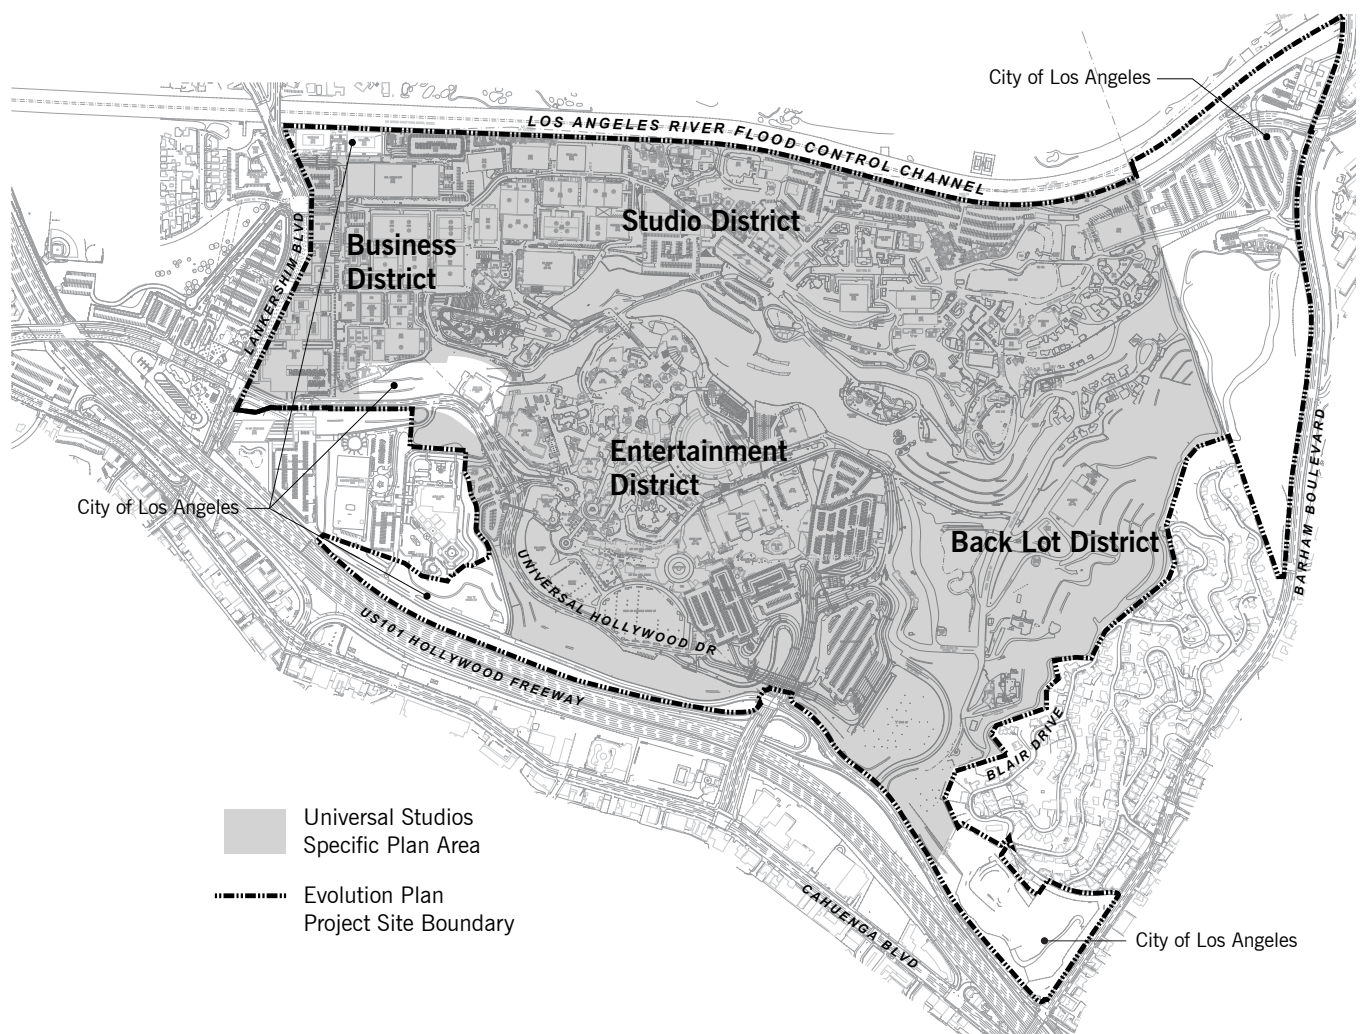 City of Los Angeles
LOS ANGELES RIVER FLOOD CONTROL CHANNEL
Studio District
Business
District
LANKERSHIM BLVD
Entertainment
District
City of Los Angeles
Back Lot District
BARHAM BOULEVARD
UNIVERSAL HOLLYWOOD DR
US101 HOLLYWOOD FREEWAY
BLAIR DRIVE
Universal Studios
Specific Plan Area
Evolution Plan
Project Site Boundary
CAHUENGA BLVD
City of Los Angeles